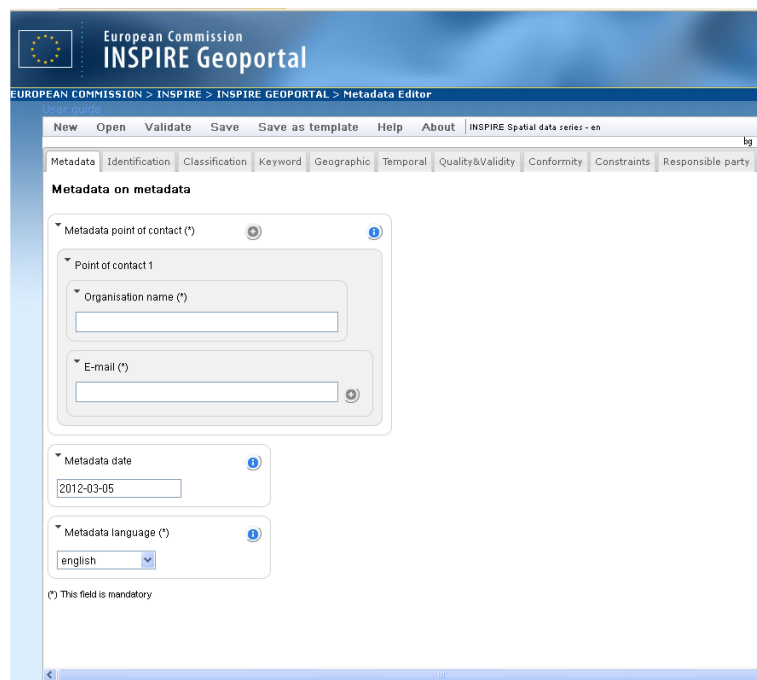 European Commission
INSPIRE Geoportal
EUROPEAN COMMISSION > INSPIRE > INSPIRE GEOPORTAL > Metadata Editor
User guide
New Open Validate Save Save as template Help About INSPIRE Spatial data series - en
bg
Metadata Identification Classification Keyword Geographic Temporal Quality&Validity Conformity Constraints Responsible party
Metadata on metadata
Metadata point of contact (*)
Point of contact 1
Organisation name (*)
E-mail (*)
Metadata date
2012-03-05
Metadata language (*)
english
(*) This field is mandatory